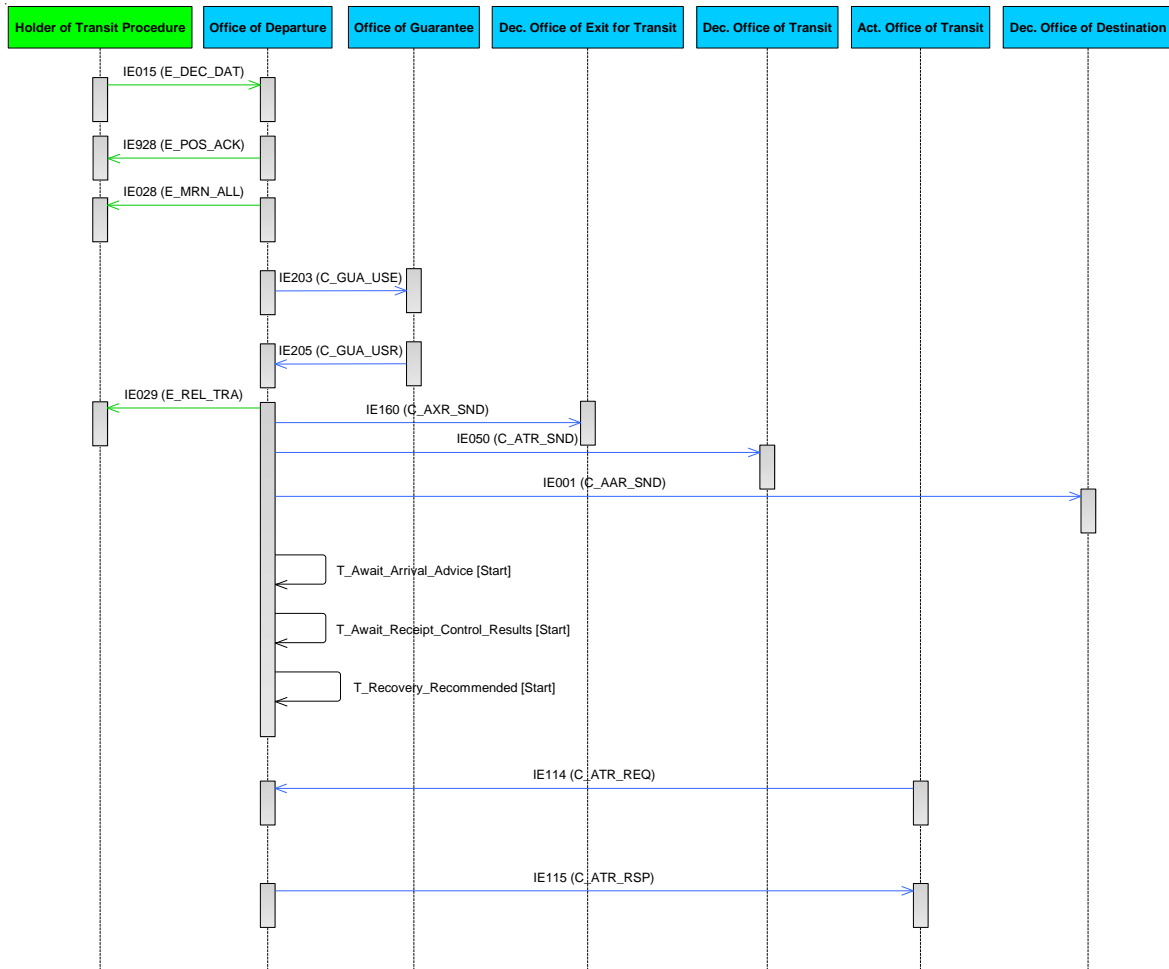 Holder of Transit Procedure
Office of Departure
Office of Guarantee
Dec. Office of Exit for Transit
Dec. Office of Transit
Act. Office of Transit
Dec. Office of Destination
IE015 (E_DEC_DAT)
IE928 (E_POS_ACK)
IE028 (E_MRN_ALL)
IE203 (C_GUA_USE)
IE205 (C_GUA_USR)
IE029 (E_REL_TRA)
IE160 (C_AXR_SND)
IE050 (C_ATR_SND)
IE001 (C_AAR_SND)
T_Await_Arrival_Advice [Start]
T_Await_Receipt_Control_Results [Start]
T_Recovery_Recommended [Start]
IE114 (C_ATR_REQ)
IE115 (C_ATR_RSP)